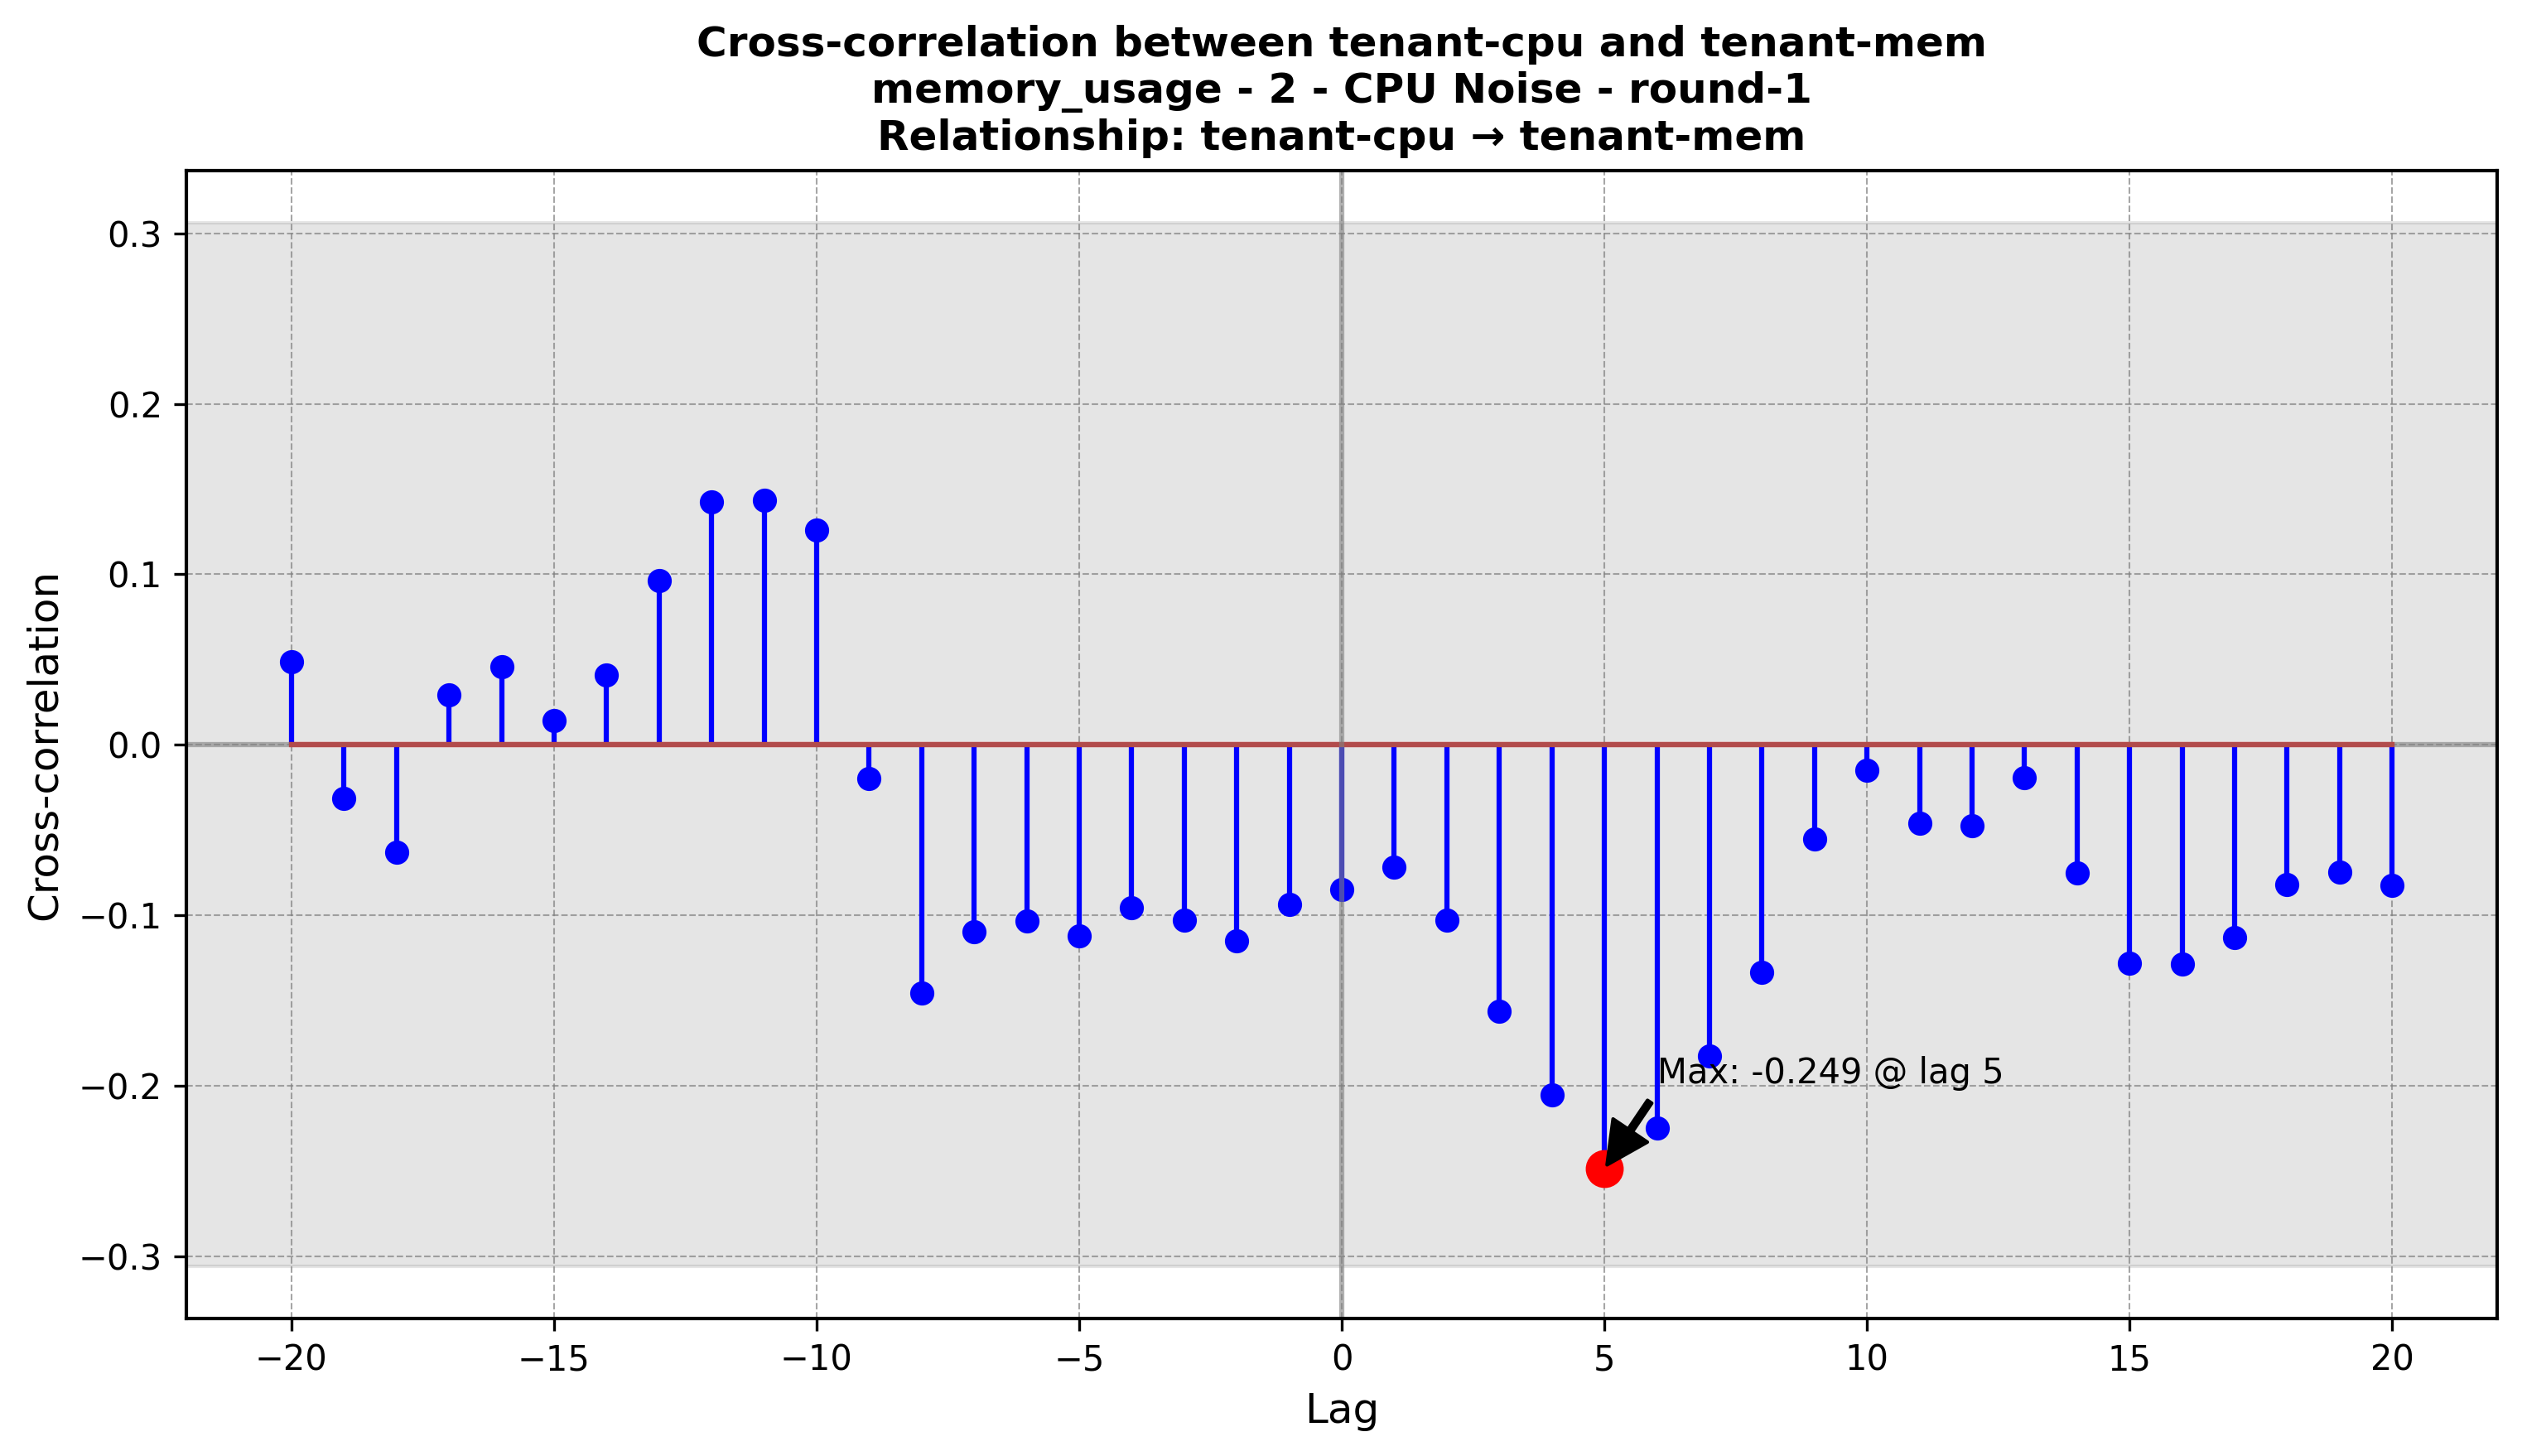 Cross-correlation between tenant-cpu and tenant-mem
memory_usage - 2 - CPU Noise - round-1
Relationship: tenant-cpu → tenant-mem
Cross-correlation
0.3
0.2
0.1
0.0
−0.1
−0.2
−0.3
Max: -0.249 @ lag 5
−20 −15 −10 −5 0 5 10 15 20
Lag